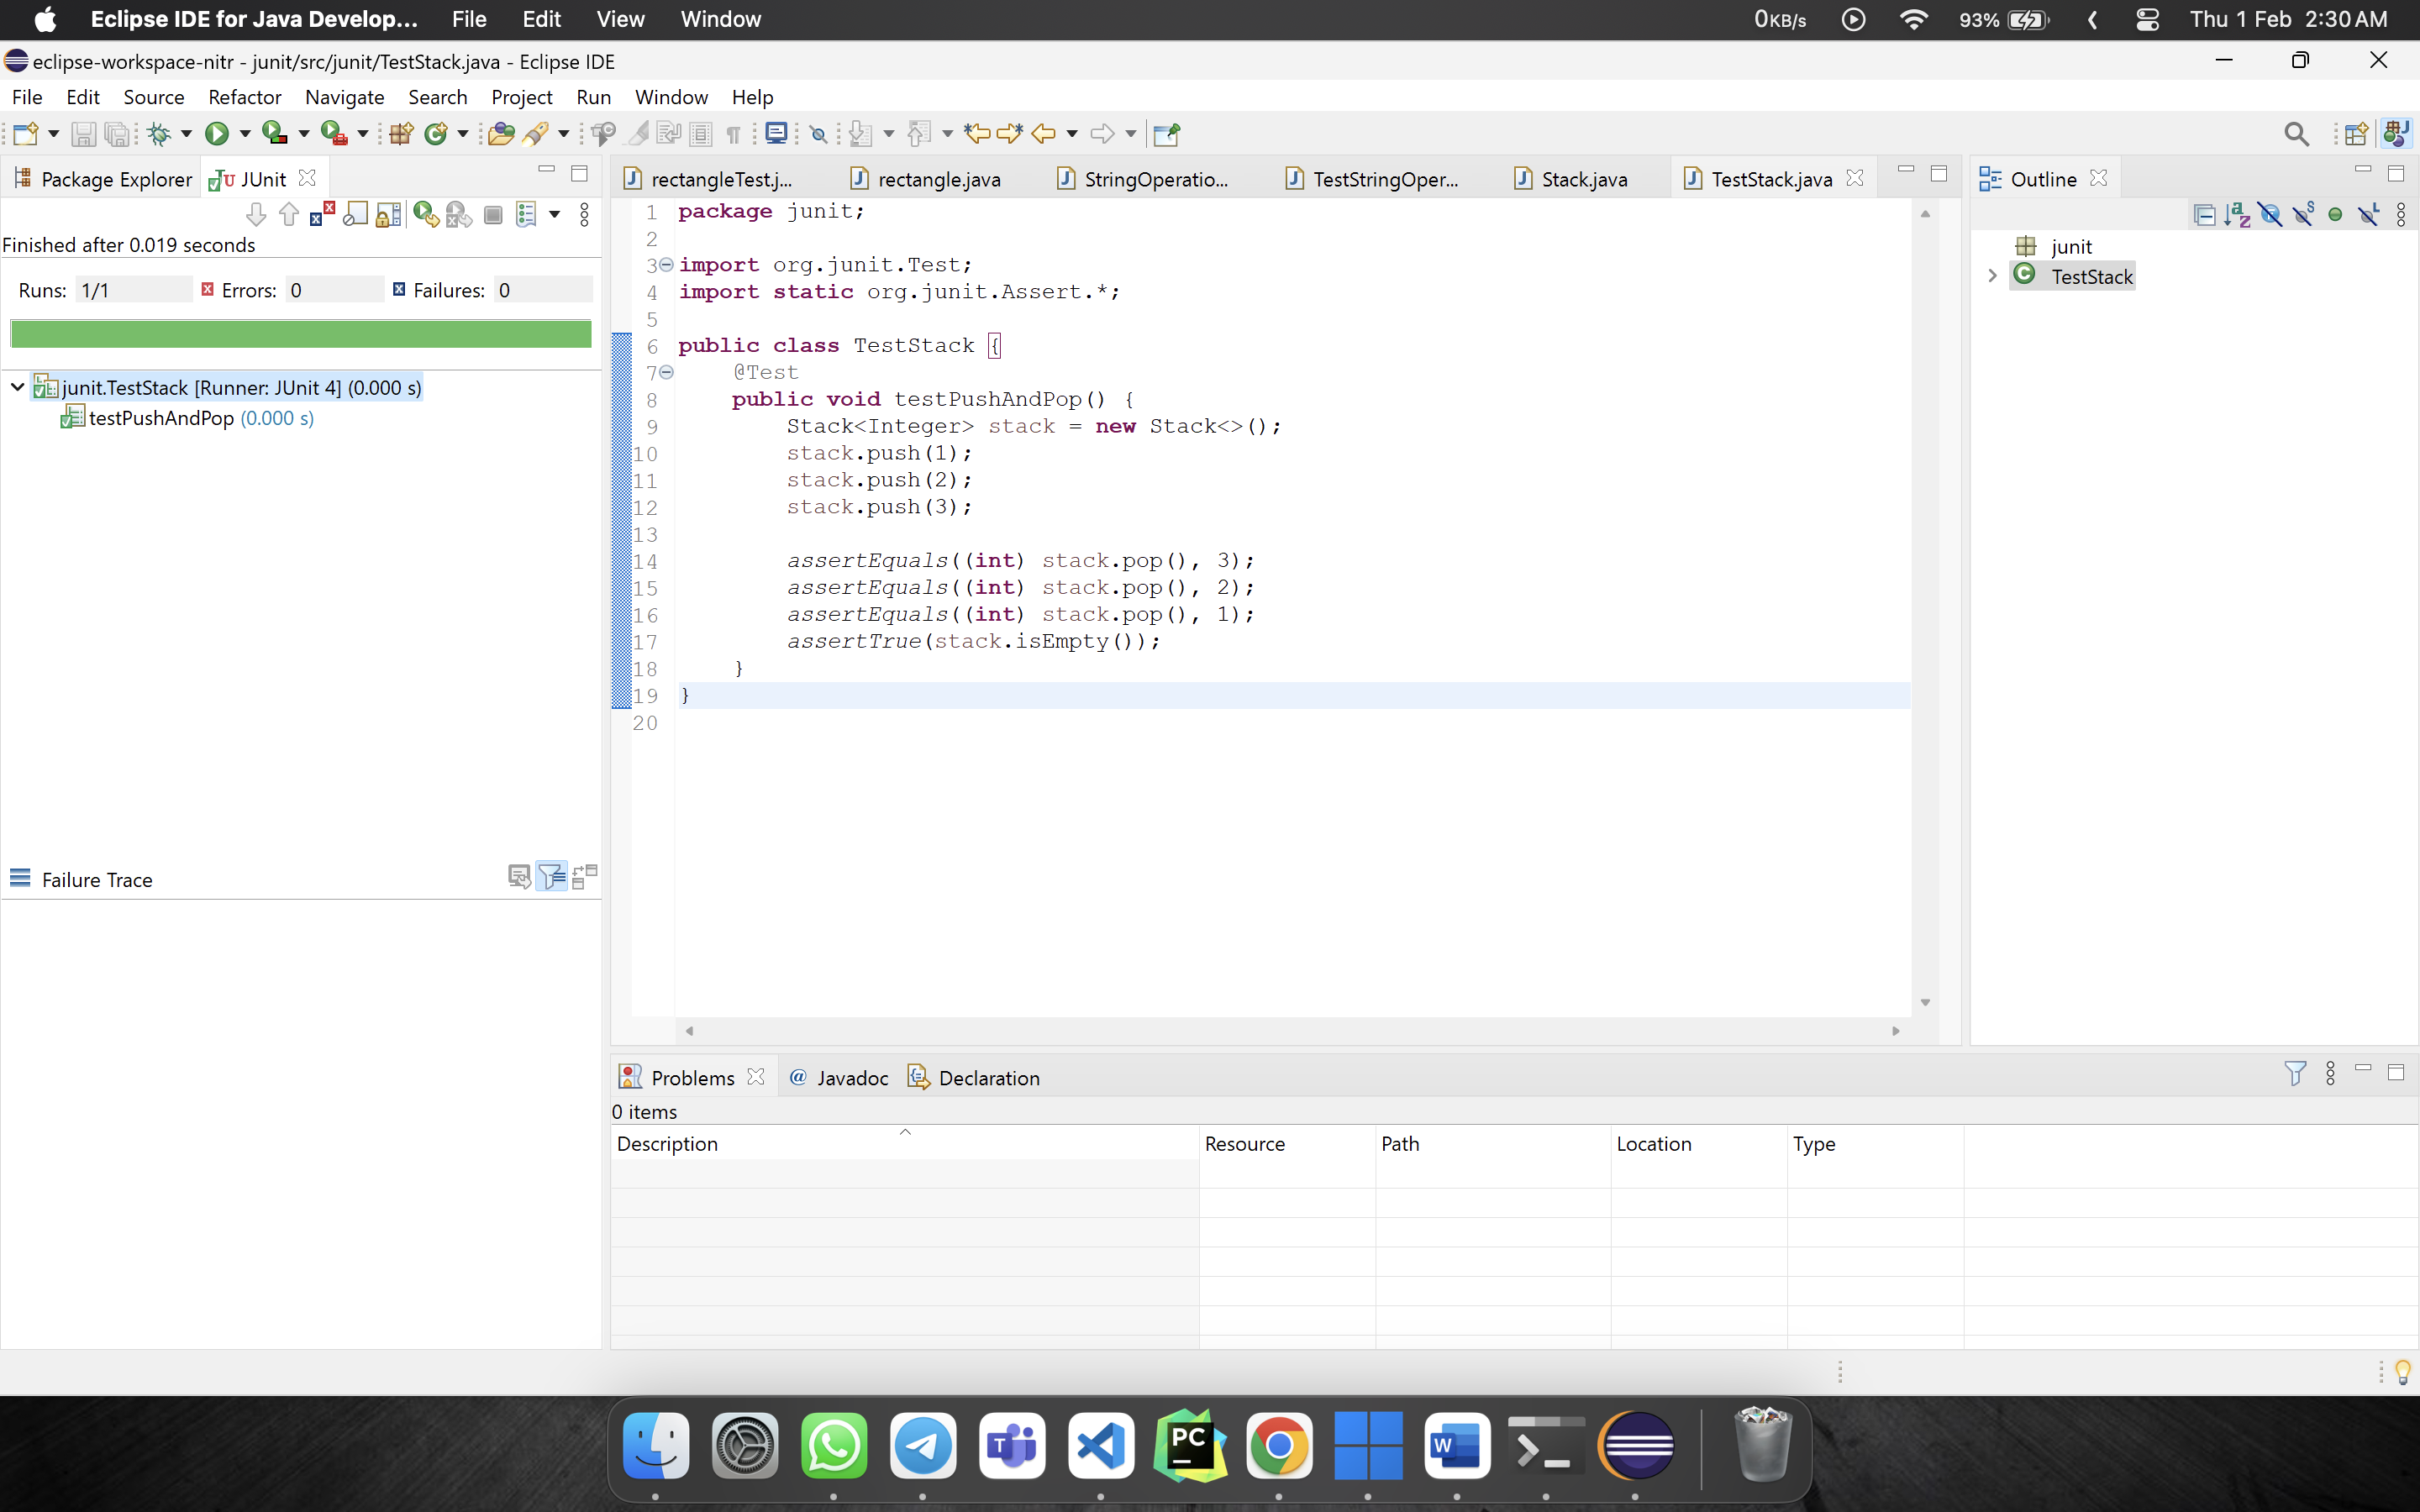 Eclipse IDE for Java Develop... File Edit View Window 0KB/s 93% Thu 1 Feb 2:30 AM
eclipse-workspace-nitr - junit/src/junit/TestStack.java - Eclipse IDE
File Edit Source Refactor Navigate Search Project Run Window Help
Package Explorer JUnit
Finished after 0.019 seconds
Runs: 1/1 Errors: 0 Failures: 0
junit.TestStack [Runner: JUnit 4] (0.000 s)
testPushAndPop (0.000 s)
Failure Trace
rectangleTest.j... rectangle.java StringOperatio... TestStringOper... Stack.java TestStack.java
1 package junit;
2
3 import org.junit.Test;
4 import static org.junit.Assert.*;
5
6 public class TestStack {
7 @Test
8 public void testPushAndPop() {
9 Stack<Integer> stack = new Stack<>();
10 stack.push(1);
11 stack.push(2);
12 stack.push(3);
13
14 assertEquals((int) stack.pop(), 3);
15 assertEquals((int) stack.pop(), 2);
16 assertEquals((int) stack.pop(), 1);
17 assertTrue(stack.isEmpty());
18 }
19 }
20
Outline
junit
TestStack
Problems @ Javadoc Declaration
0 items
Description Resource Path Location Type
T PC W